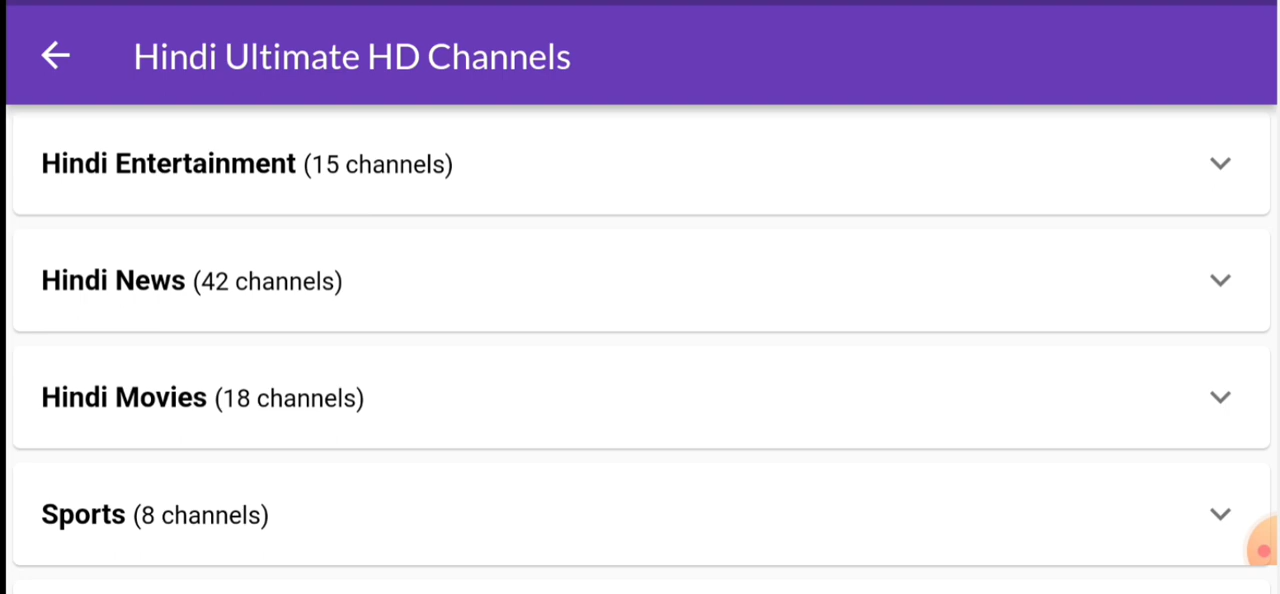 Hindi Ultimate HD Channels
Hindi Entertainment (15 channels)
Hindi News (42 channels)
Hindi Movies (18 channels)
Sports (8 channels)